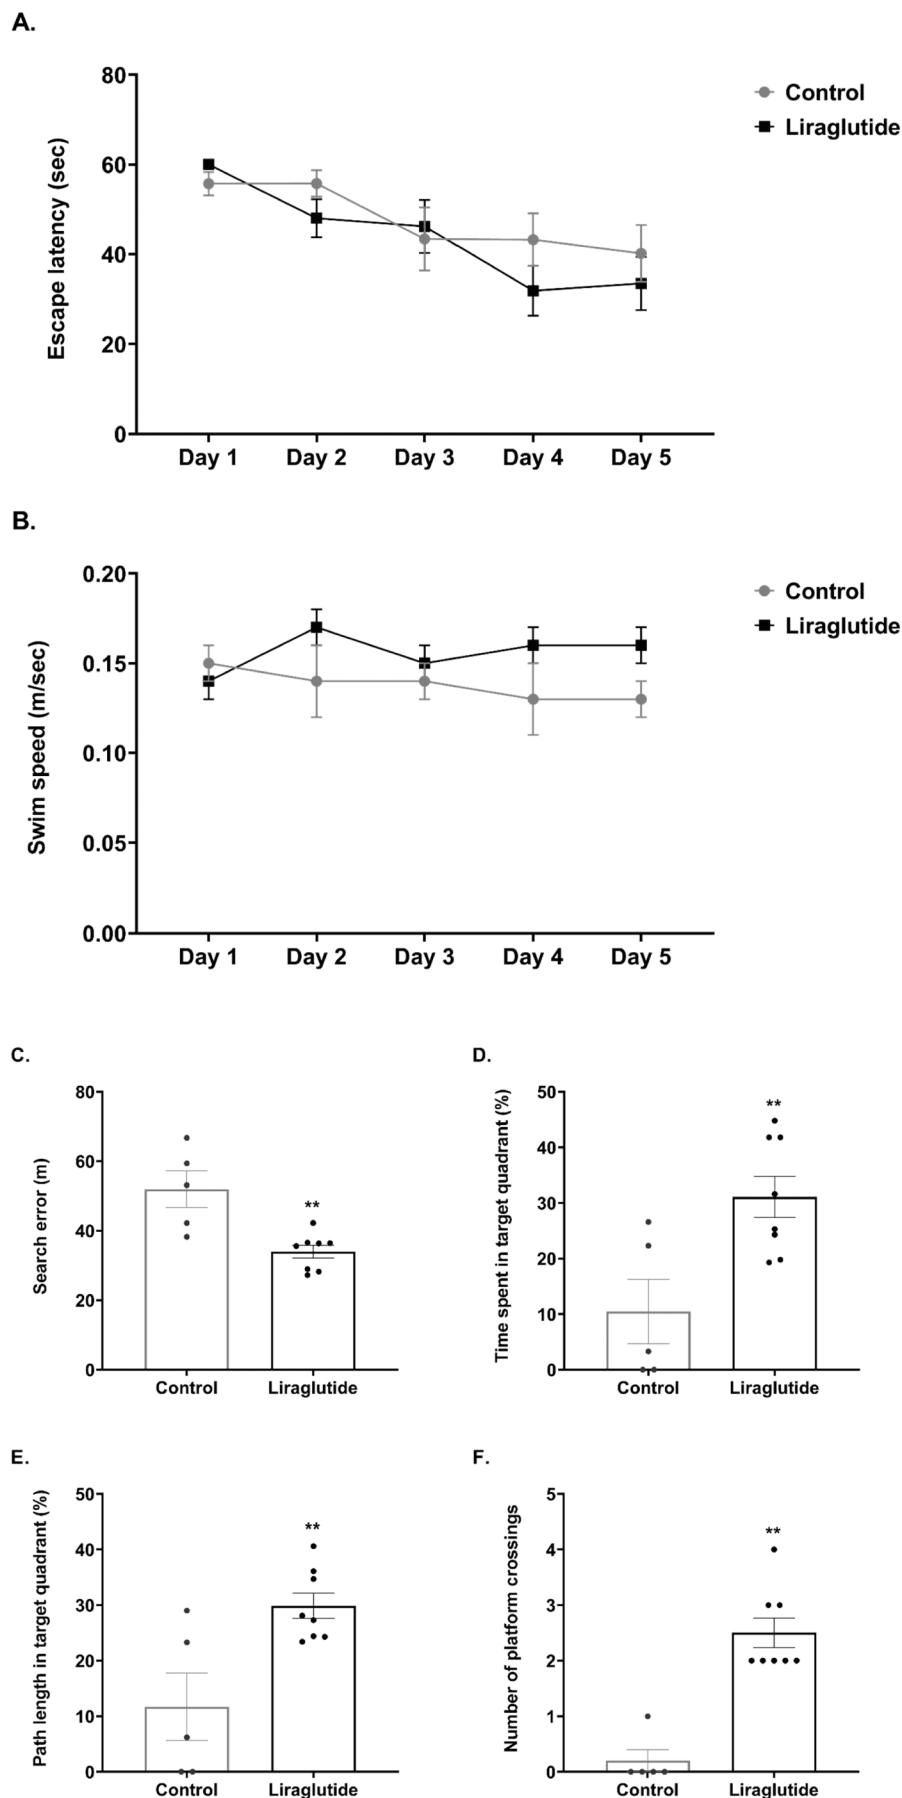 A.
Escape latency (sec)
80
60
40
20
0
Day 1 Day 2 Day 3 Day 4 Day 5
Control
Liraglutide
B.
Swim speed (m/sec)
0.20
0.15
0.10
0.05
0.00
Day 1 Day 2 Day 3 Day 4 Day 5
Control
Liraglutide
C.
Search error (m)
80
60
40
20
0
**
Control Liraglutide
D.
Time spent in target quadrant (%)
50
40
30
20
10
0
**
Control Liraglutide
E.
Path length in target quadrant (%)
50
40
30
20
10
0
**
Control Liraglutide
F.
Number of platform crossings
5
4
3
2
1
0
**
Control Liraglutide